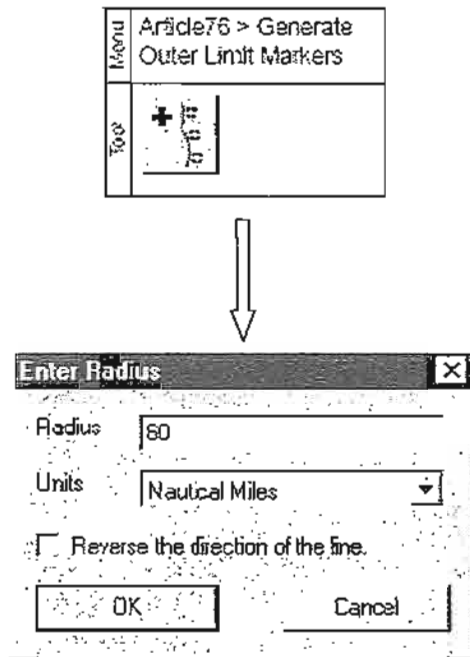 Menu
Article76 > Generate
Outer Limit Markers
Tool
Enter Radius
Radius
60
Units
Nautical Miles
Reverse the direction of the line.
OK
Cancel